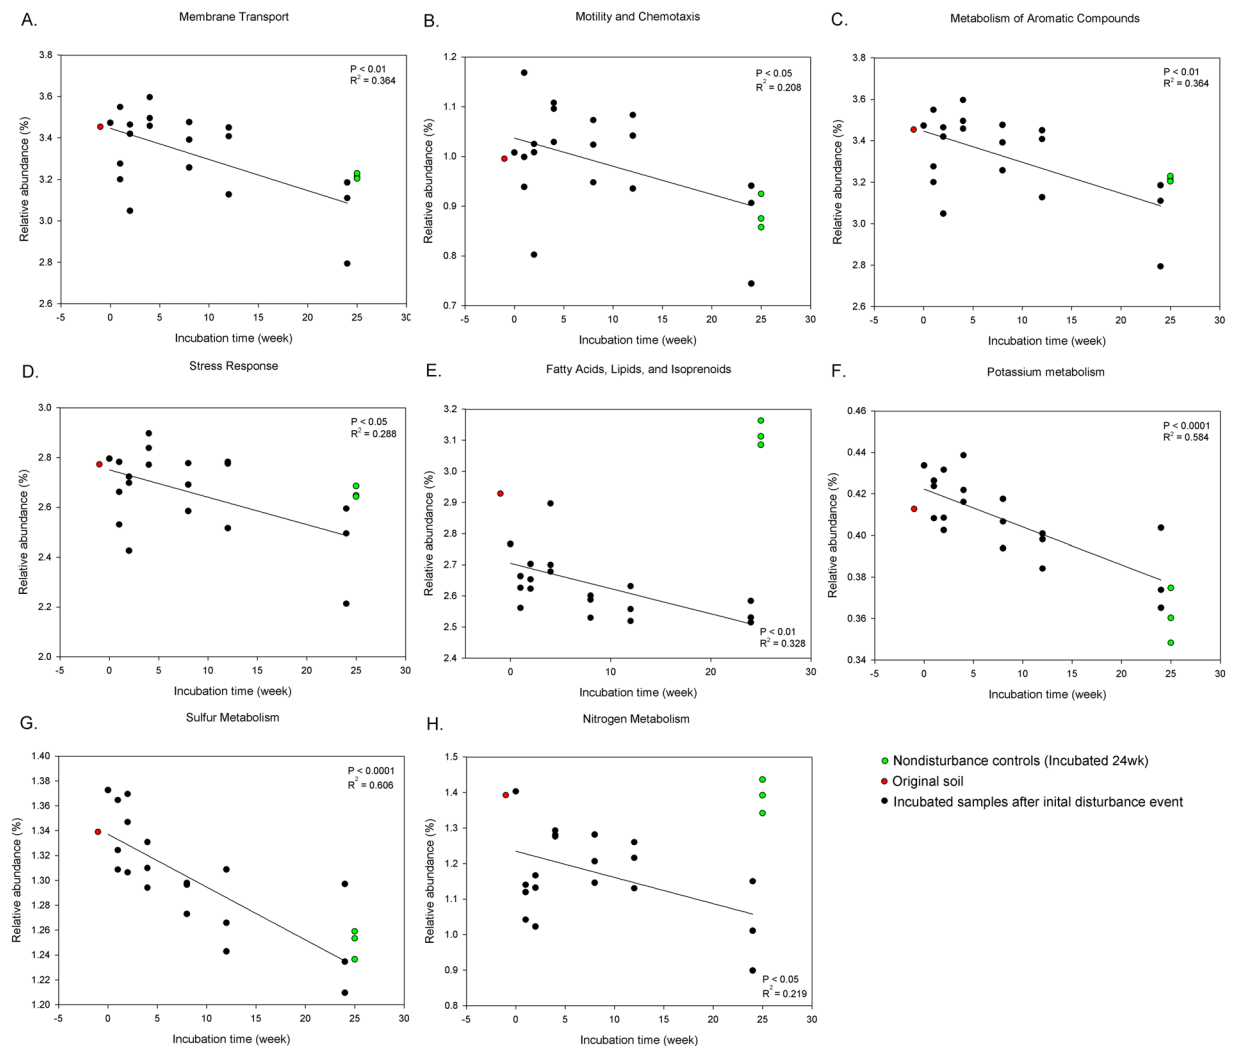 A.
Membrane Transport
P < 0.01
R² = 0.364
Relative abundance (%)
3.8
3.6
3.4
3.2
3.0
2.8
2.6
-5 0 5 10 15 20 25 30
Incubation time (week)
B.
Motility and Chemotaxis
P < 0.05
R² = 0.208
Relative abundance (%)
1.2
1.1
1.0
0.9
0.8
0.7
-5 0 5 10 15 20 25 30
Incubation time (week)
C.
Metabolism of Aromatic Compounds
P < 0.01
R² = 0.364
Relative abundance (%)
3.8
3.6
3.4
3.2
3.0
2.8
2.6
-5 0 5 10 15 20 25 30
Incubation time (week)
D.
Stress Response
P < 0.05
R² = 0.288
Relative abundance (%)
3.0
2.8
2.6
2.4
2.2
2.0
-5 0 5 10 15 20 25 30
Incubation time (week)
E.
Fatty Acids, Lipids, and Isoprenoids
Relative abundance (%)
3.2
3.1
3.0
2.9
2.8
2.7
2.6
2.5
2.4
P < 0.01
R² = 0.328
-5 0 5 10 15 20 25 30
Incubation time (week)
F.
Potassium metabolism
P < 0.0001
R² = 0.584
Relative abundance (%)
0.46
0.44
0.42
0.40
0.38
0.36
0.34
-5 0 5 10 15 20 25 30
Incubation time (week)
G.
Sulfur Metabolism
P < 0.0001
R² = 0.606
Relative abundance (%)
1.40
1.38
1.36
1.34
1.32
1.30
1.28
1.26
1.24
1.22
1.20
-5 0 5 10 15 20 25 30
Incubation time (week)
H.
Nitrogen Metabolism
Relative abundance (%)
1.5
1.4
1.3
1.2
1.1
1.0
0.9
0.8
P < 0.05
R² = 0.219
-5 0 5 10 15 20 25 30
Incubation time (week)
Nondisturbance controls (Incubated 24wk)
Original soil
Incubated samples after inital disturbance event